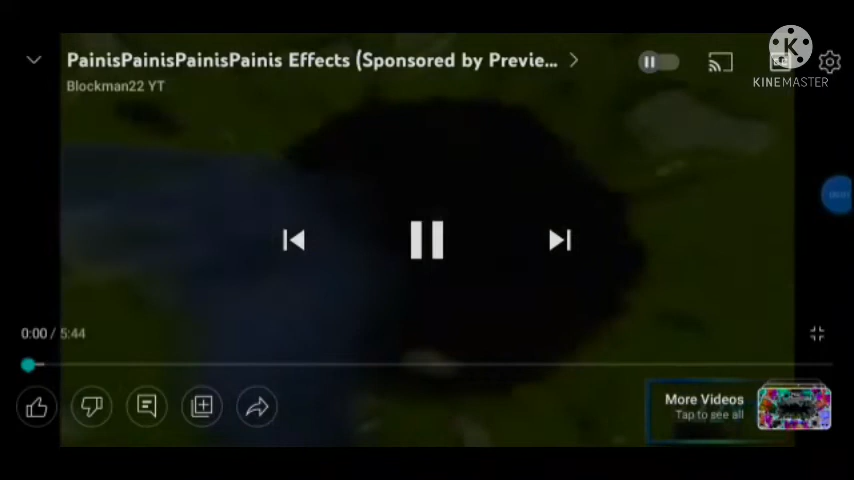 PainisPainisPainisPainis Effects (Sponsored by Previe...
Blockman22 YT
K
KINEMASTER
0:00 / 5:44
More Videos
Tap to see all